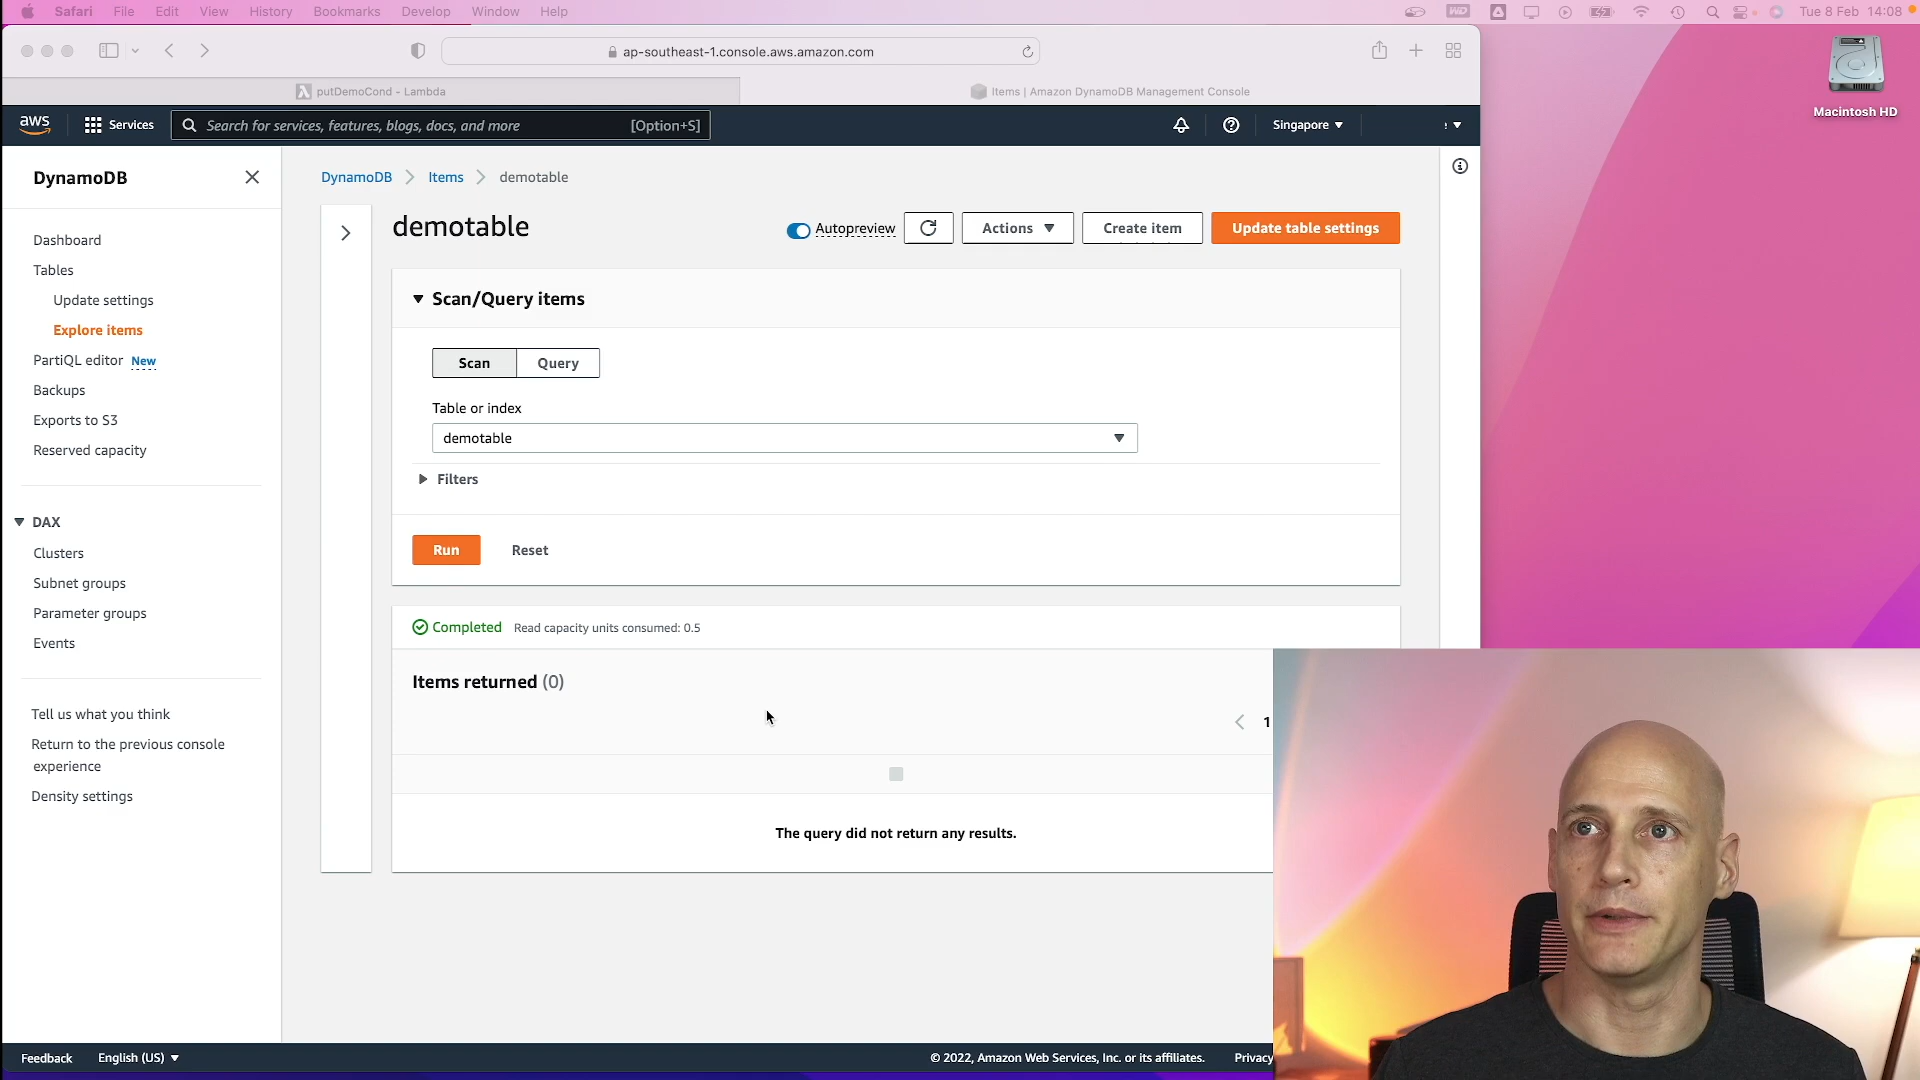 Safari File Edit View History Bookmarks Develop Window Help
Tue 8 Feb 14:08
ap-southeast-1.console.aws.amazon.com
putDemoCond - Lambda
Items | Amazon DynamoDB Management Console
Macintosh HD
aws
Services
Search for services, features, blogs, docs, and more
[Option+S]
Singapore
DynamoDB
Dashboard
Tables
Update settings
Explore items
PartiQL editor New
Backups
Exports to S3
Reserved capacity
DAX
Clusters
Subnet groups
Parameter groups
Events
Tell us what you think
Return to the previous console
experience
Density settings
DynamoDB
Items
demotable
demotable
Autopreview
Actions
Create item
Update table settings
Scan/Query items
Scan
Query
Table or index
demotable
Filters
Run
Reset
Completed
Read capacity units consumed: 0.5
Items returned (0)
1
The query did not return any results.
Feedback
English (US)
© 2022, Amazon Web Services, Inc. or its affiliates.
Privacy